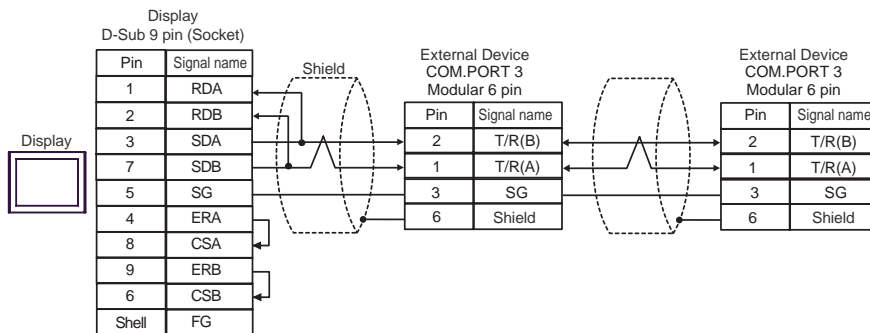 Display
D-Sub 9 pin (Socket)
Pin Signal name
1 RDA
2 RDB
3 SDA
7 SDB
5 SG
4 ERA
8 CSA
9 ERB
6 CSB
Shell FG
Display
Shield
External Device
COM.PORT 3
Modular 6 pin
Pin Signal name
2 T/R(B)
1 T/R(A)
3 SG
6 Shield
External Device
COM.PORT 3
Modular 6 pin
Pin Signal name
2 T/R(B)
1 T/R(A)
3 SG
6 Shield